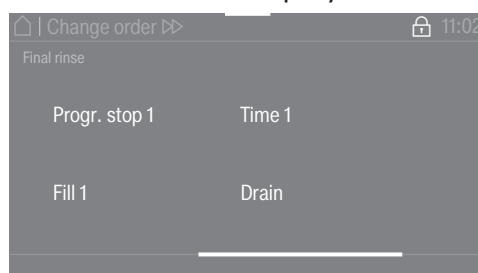 Change order
11:02
Final rinse
Progr. stop 1
Time 1
Fill 1
Drain